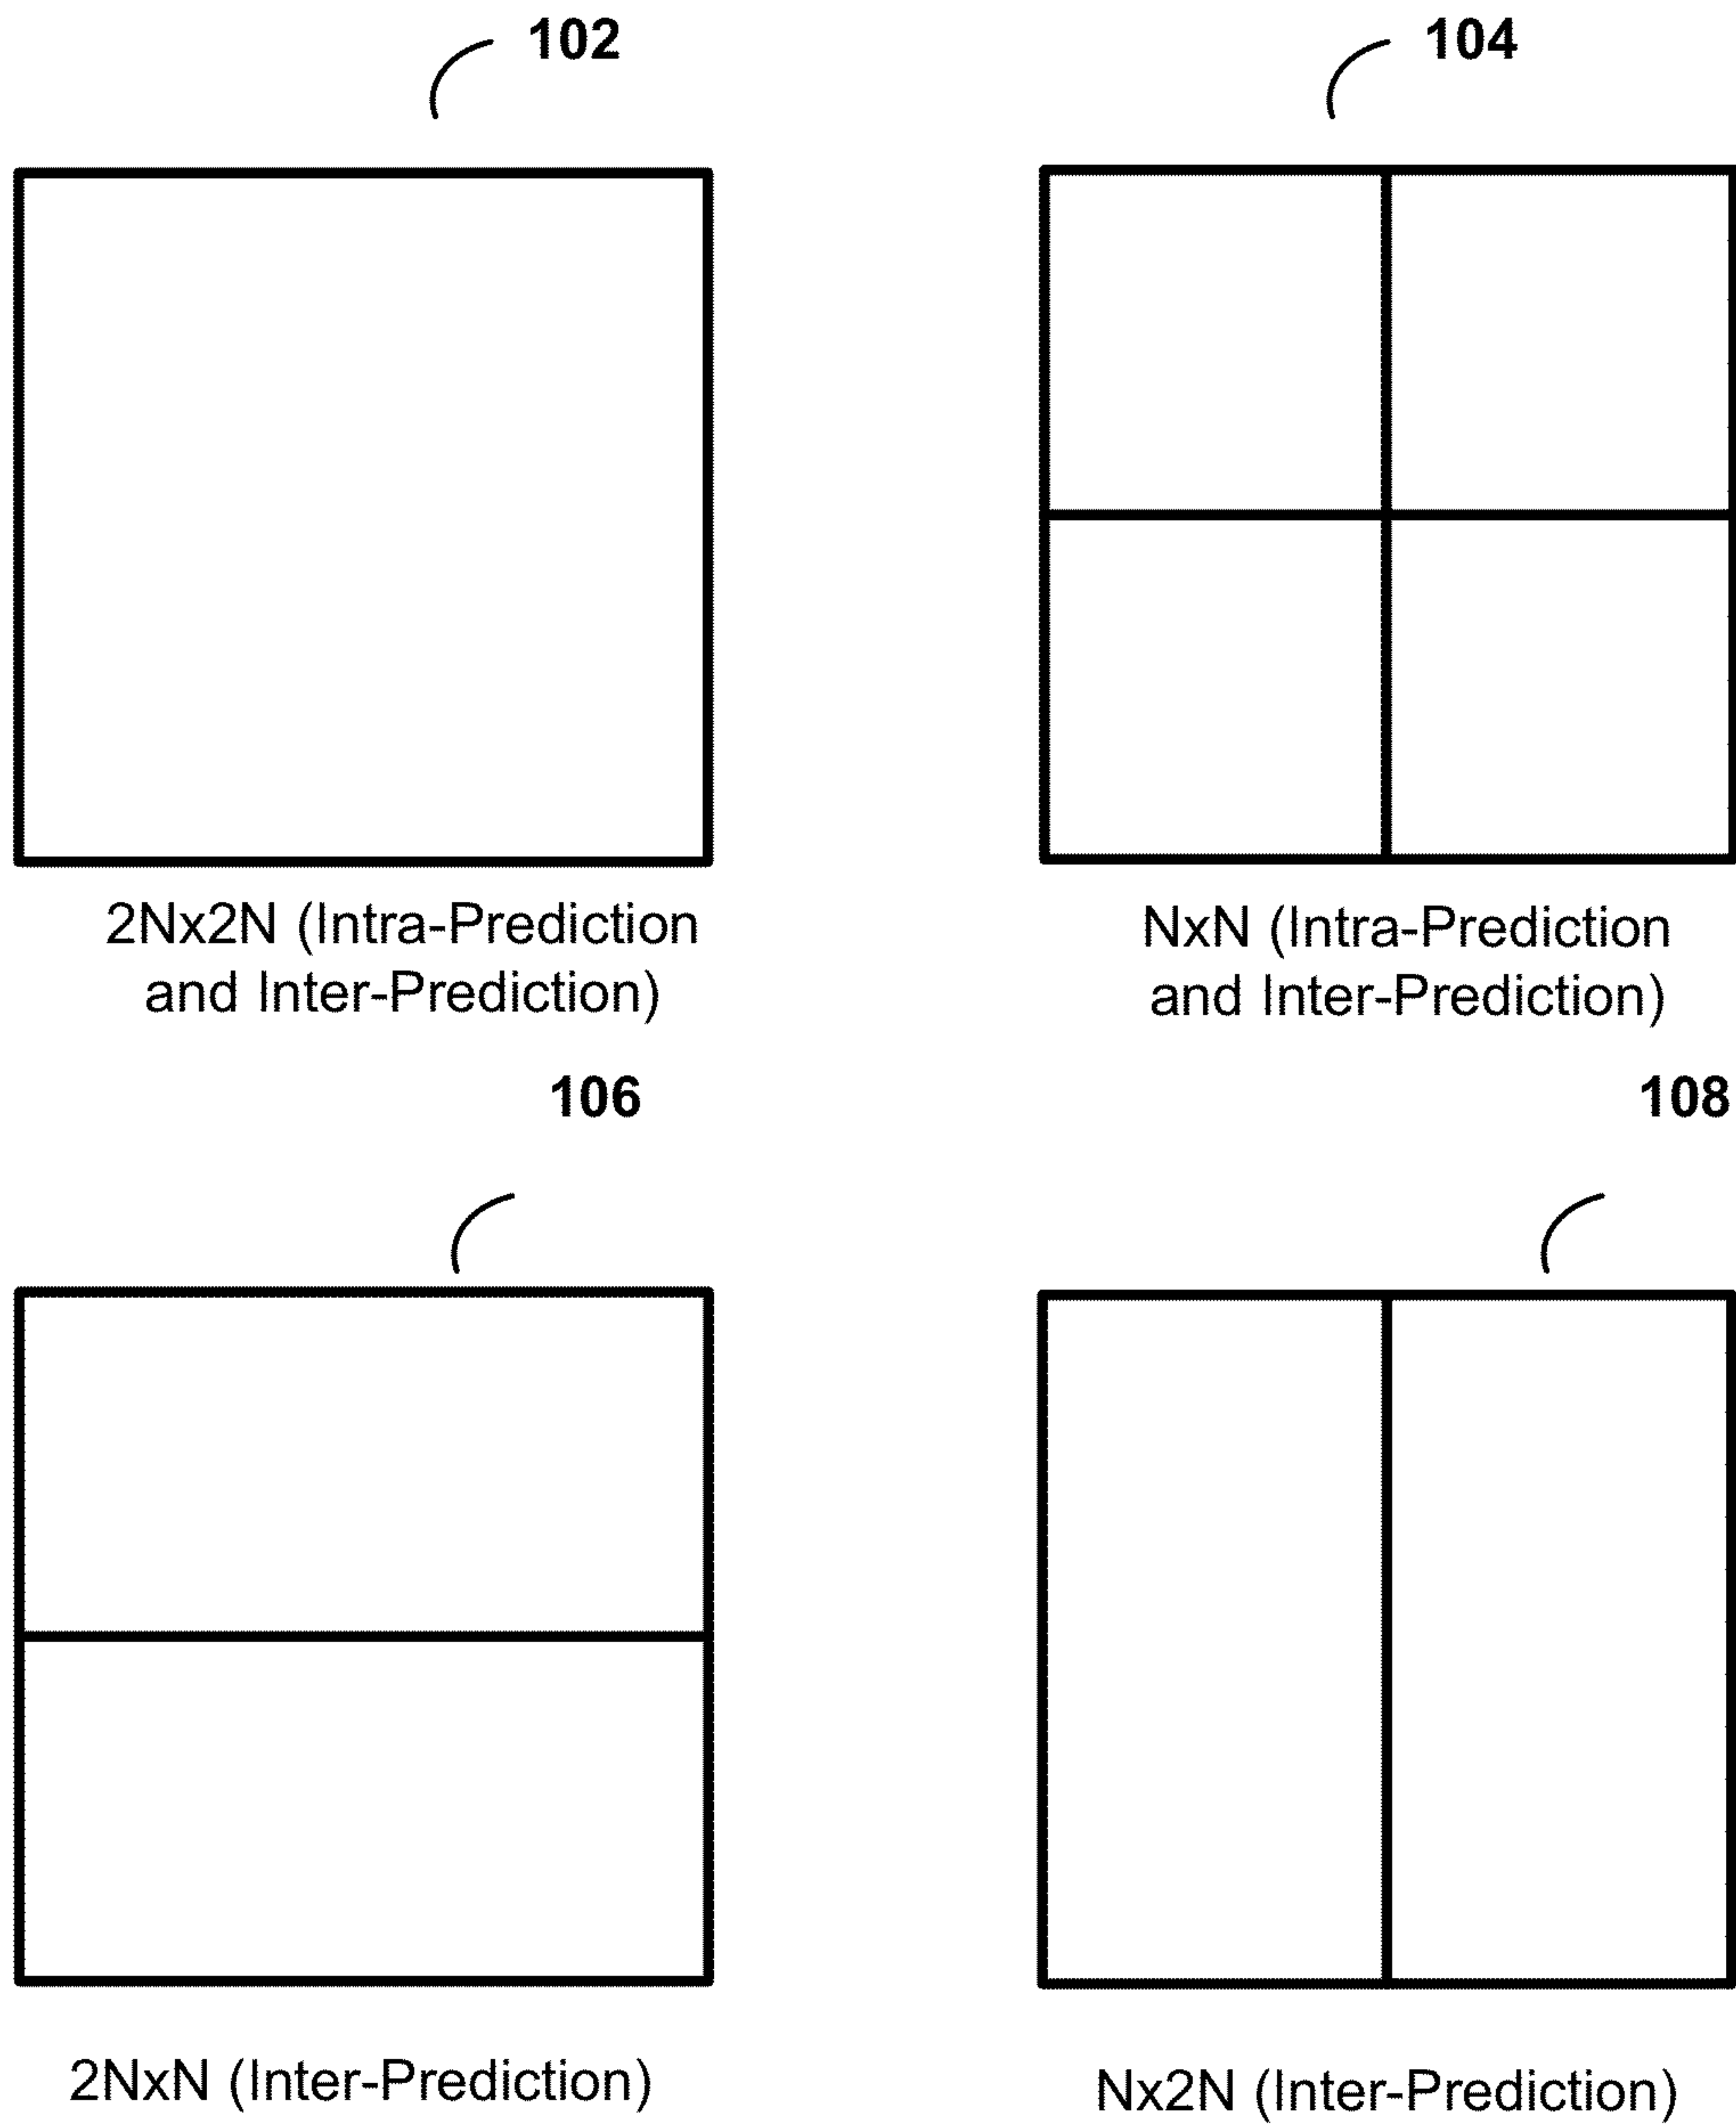 102
104
2Nx2N (Intra-Prediction
and Inter-Prediction)
NxN (Intra-Prediction
and Inter-Prediction)
106
108
2NxN (Inter-Prediction)
Nx2N (Inter-Prediction)